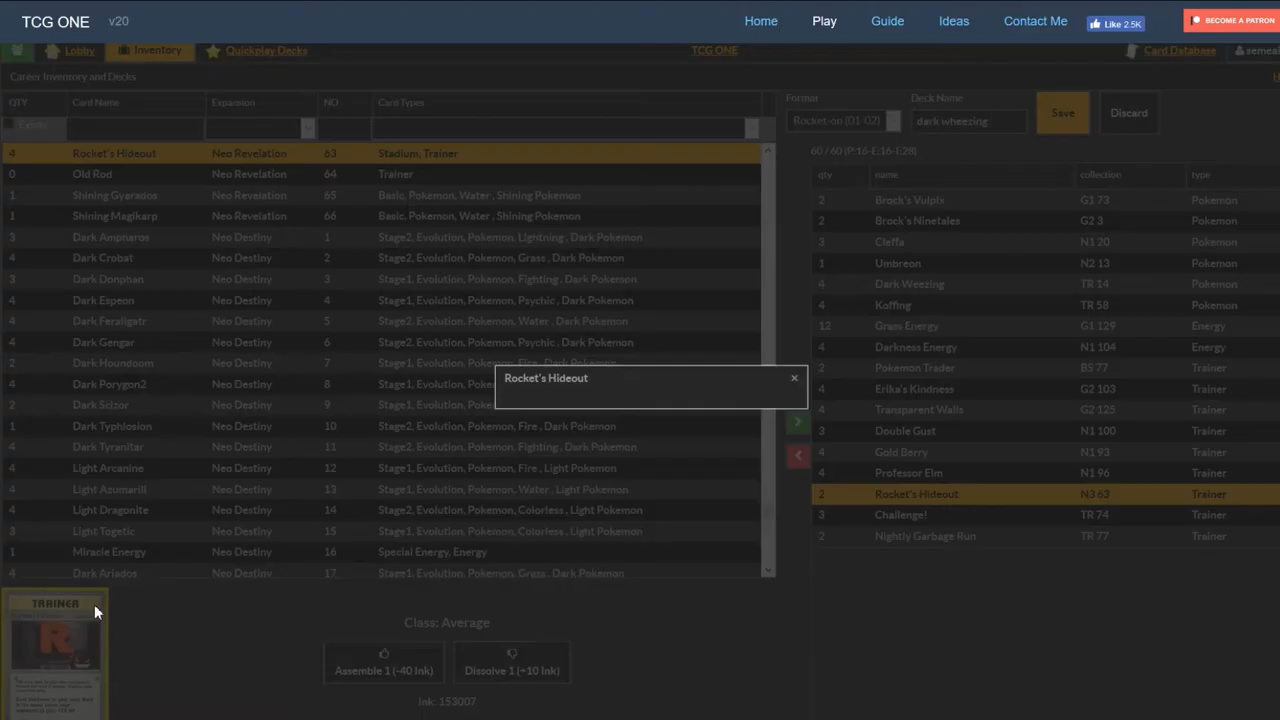 TCG ONE v20 Home Play Guide Ideas Contact Me Like 2.5K BECOME A PATRON
Lobby Inventory Quickplay Decks TCG ONE Card Database
Career Inventory and Decks
QTY Card Name Expansion NO Card Types
Format Deck Name
Rocket-on (01-02) dark wheezing Save Discard
60 / 60 (P:16-E:16-T:28)
qty name collection type
4 Rocket's Hideout Neo Revelation 63 Stadium, Trainer
0 Old Rod Neo Revelation 64 Trainer
1 Shining Gyarados Neo Revelation 65 Basic, Pokemon, Water , Shining Pokemon
1 Shining Magikarp Neo Revelation 66 Basic, Pokemon, Water , Shining Pokemon
3 Dark Ampharos Neo Destiny 1 Stage2, Evolution, Pokemon, Lightning , Dark Pokemon
4 Dark Crobat Neo Destiny 2 Stage2, Evolution, Pokemon, Grass , Dark Pokemon
3 Dark Donphan Neo Destiny 3 Stage1, Evolution, Pokemon, Fighting , Dark Pokemon
4 Dark Espeon Neo Destiny 4 Stage1, Evolution, Pokemon, Psychic , Dark Pokemon
4 Dark Feraligatr Neo Destiny 5 Stage2, Evolution, Pokemon, Water , Dark Pokemon
4 Dark Gengar Neo Destiny 6 Stage2, Evolution, Pokemon, Psychic , Dark Pokemon
2 Dark Houndoom Neo Destiny 7 Stage1, Evolution, Pokemon, Fire , Dark Pokemon
4 Dark Porygon2 Neo Destiny 8
2 Dark Scizor Neo Destiny 9
1 Dark Typhlosion Neo Destiny 10 Stage2, Evolution, Pokemon, Fire , Dark Pokemon
4 Dark Tyranitar Neo Destiny 11 Stage2, Evolution, Pokemon, Fighting , Dark Pokemon
4 Light Arcanine Neo Destiny 12 Stage1, Evolution, Pokemon, Fire , Light Pokemon
4 Light Azumarill Neo Destiny 13 Stage1, Evolution, Pokemon, Water , Light Pokemon
4 Light Dragonite Neo Destiny 14 Stage2, Evolution, Pokemon, Colorless , Light Pokemon
3 Light Togetic Neo Destiny 15 Stage1, Evolution, Pokemon, Colorless , Light Pokemon
1 Miracle Energy Neo Destiny 16 Special Energy, Energy
4 Dark Ariados Neo Destiny 17 Stage1, Evolution, Pokemon, Grass , Dark Pokemon
Rocket's Hideout ×
2 Brock's Vulpix G1 73 Pokemon
2 Brock's Ninetales G2 3 Pokemon
3 Cleffa N1 20 Pokemon
1 Umbreon N2 13 Pokemon
4 Dark Weezing TR 14 Pokemon
4 Koffing TR 58 Pokemon
12 Grass Energy G1 129 Energy
4 Darkness Energy N1 104 Energy
2 Pokemon Trader BS 77 Trainer
4 Erika's Kindness G2 103 Trainer
4 Transparent Walls G2 125 Trainer
3 Double Gust N1 100 Trainer
4 Gold Berry N1 93 Trainer
4 Professor Elm N1 96 Trainer
2 Rocket's Hideout N3 63 Trainer
3 Challenge! TR 74 Trainer
2 Nightly Garbage Run TR 77 Trainer
TRAINER
Class: Average
Assemble 1 (-40 Ink) Dissolve 1 (+10 Ink)
Ink: 153007